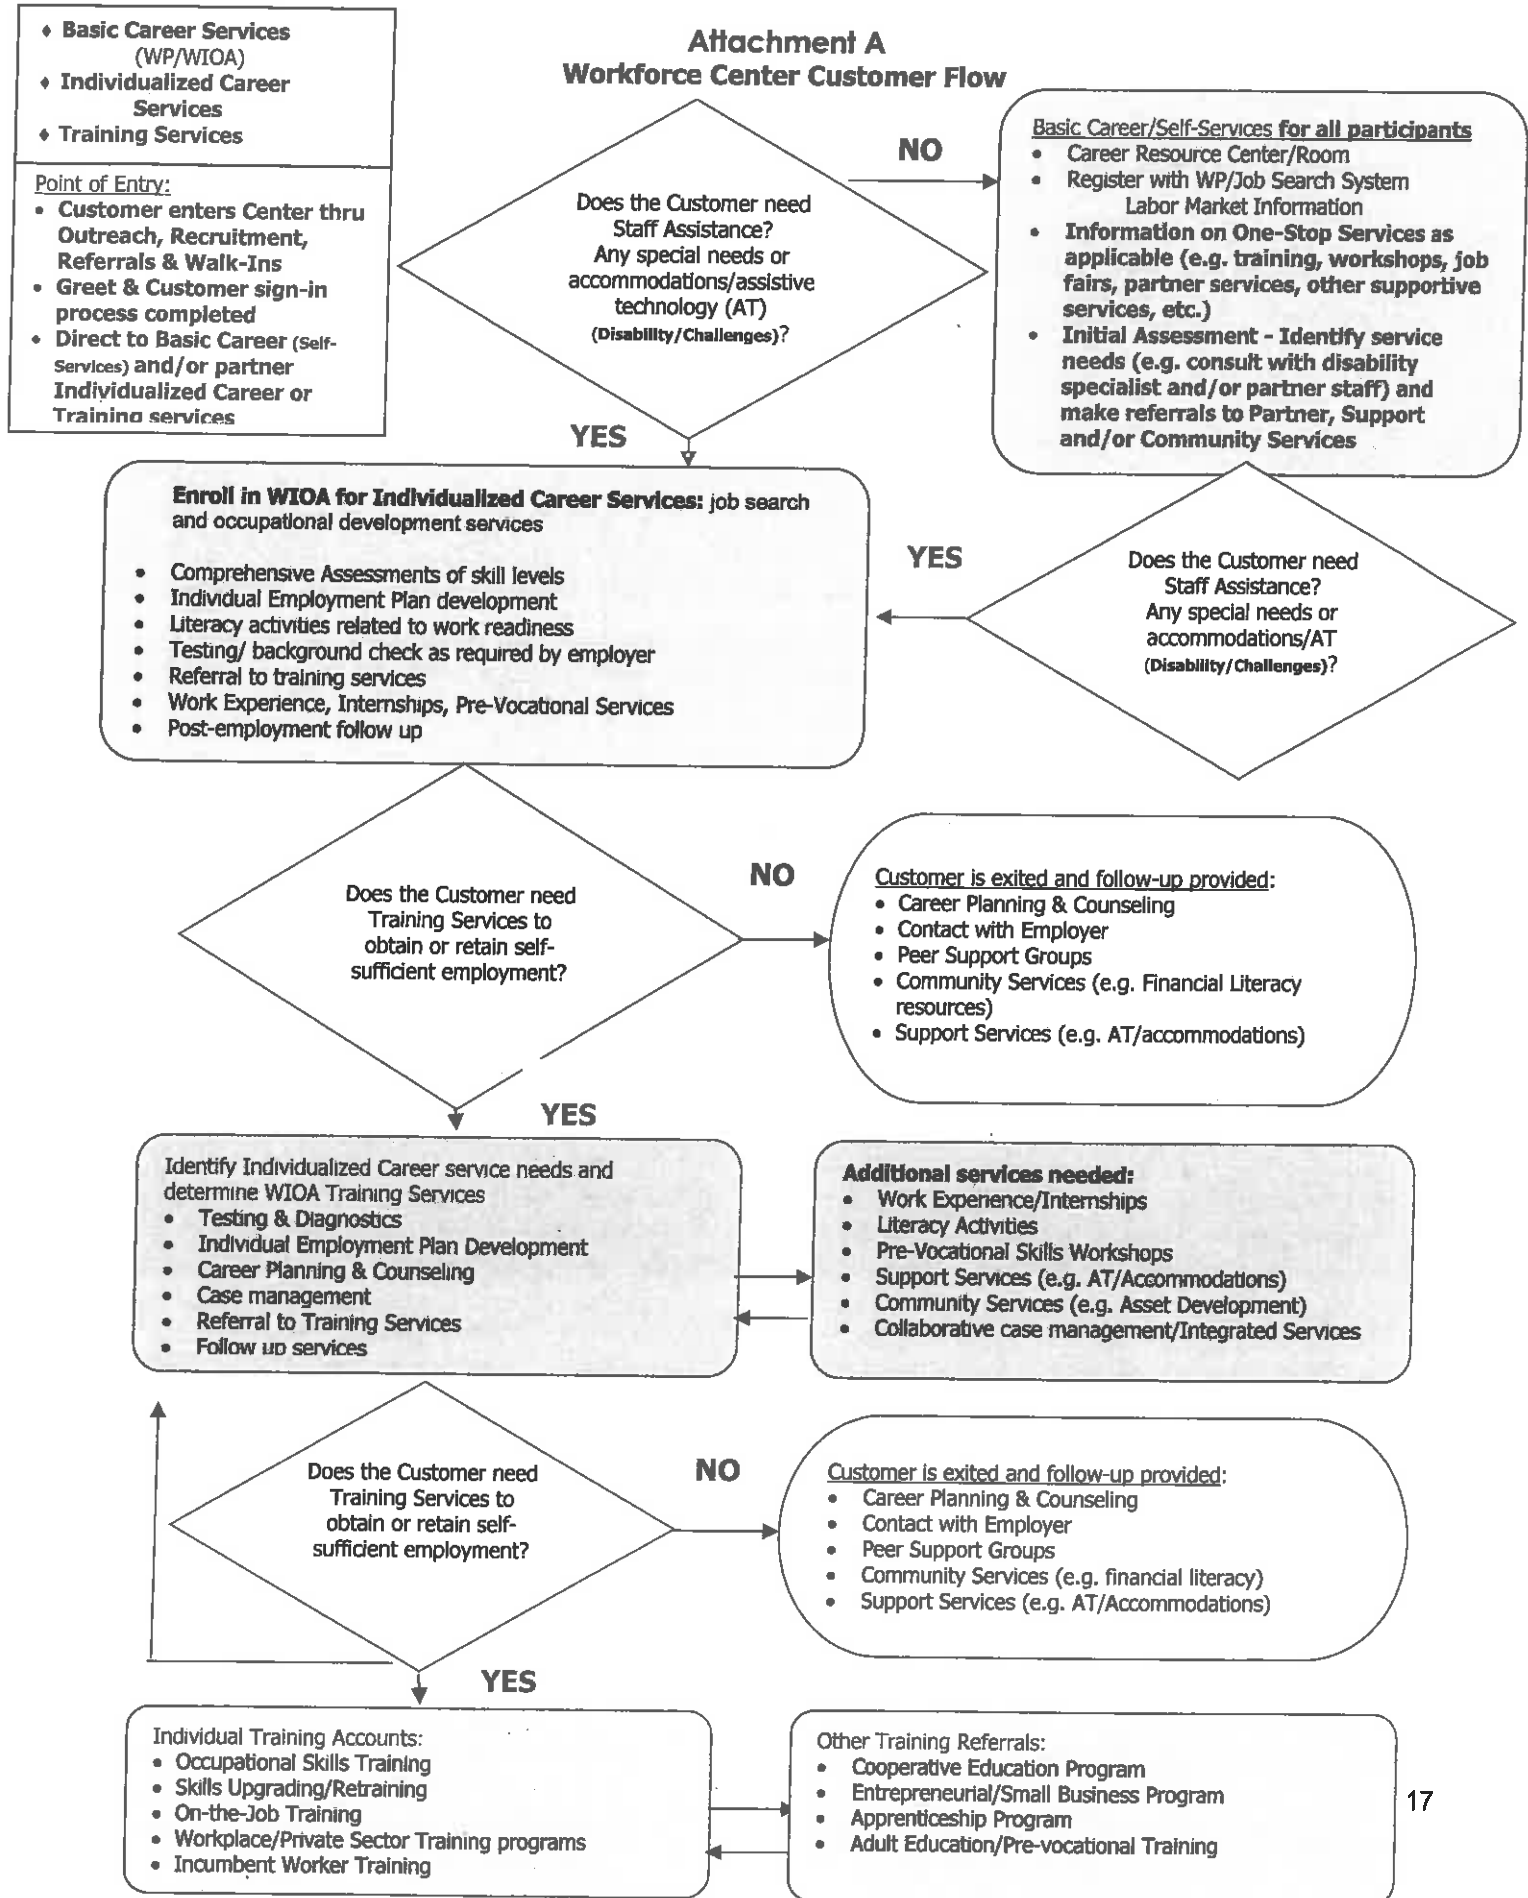 ♦ Basic Career Services
(WP/WIOA)
♦ Individualized Career
Services
♦ Training Services
Point of Entry:
• Customer enters Center thru
Outreach, Recruitment,
Referrals & Walk-Ins
• Greet & Customer sign-in
process completed
• Direct to Basic Career (Self-
Services) and/or partner
Individualized Career or
Training services
Attachment A
Workforce Center Customer Flow
Does the Customer need
Staff Assistance?
Any special needs or
accommodations/assistive
technology (AT)
(Disability/Challenges)?
NO
Basic Career/Self-Services for all participants
• Career Resource Center/Room
• Register with WP/Job Search System
Labor Market Information
• Information on One-Stop Services as
applicable (e.g. training, workshops, job
fairs, partner services, other supportive
services, etc.)
• Initial Assessment - Identify service
needs (e.g. consult with disability
specialist and/or partner staff) and
make referrals to Partner, Support
and/or Community Services
YES
Enroll in WIOA for Individualized Career Services: job search
and occupational development services
• Comprehensive Assessments of skill levels
• Individual Employment Plan development
• Literacy activities related to work readiness
• Testing/ background check as required by employer
• Referral to training services
• Work Experience, Internships, Pre-Vocational Services
• Post-employment follow up
YES
Does the Customer need
Staff Assistance?
Any special needs or
accommodations/AT
(Disability/Challenges)?
Does the Customer need
Training Services to
obtain or retain self-
sufficient employment?
NO
Customer is exited and follow-up provided:
• Career Planning & Counseling
• Contact with Employer
• Peer Support Groups
• Community Services (e.g. Financial Literacy
resources)
• Support Services (e.g. AT/accommodations)
YES
Identify Individualized Career service needs and
determine WIOA Training Services
• Testing & Diagnostics
• Individual Employment Plan Development
• Career Planning & Counseling
• Case management
• Referral to Training Services
• Follow up services
Additional services needed:
• Work Experience/Internships
• Literacy Activities
• Pre-Vocational Skills Workshops
• Support Services (e.g. AT/Accommodations)
• Community Services (e.g. Asset Development)
• Collaborative case management/Integrated Services
Does the Customer need
Training Services to
obtain or retain self-
sufficient employment?
NO
Customer is exited and follow-up provided:
• Career Planning & Counseling
• Contact with Employer
• Peer Support Groups
• Community Services (e.g. financial literacy)
• Support Services (e.g. AT/Accommodations)
YES
Individual Training Accounts:
• Occupational Skills Training
• Skills Upgrading/Retraining
• On-the-Job Training
• Workplace/Private Sector Training programs
• Incumbent Worker Training
Other Training Referrals:
• Cooperative Education Program
• Entrepreneurial/Small Business Program
• Apprenticeship Program
• Adult Education/Pre-vocational Training
17